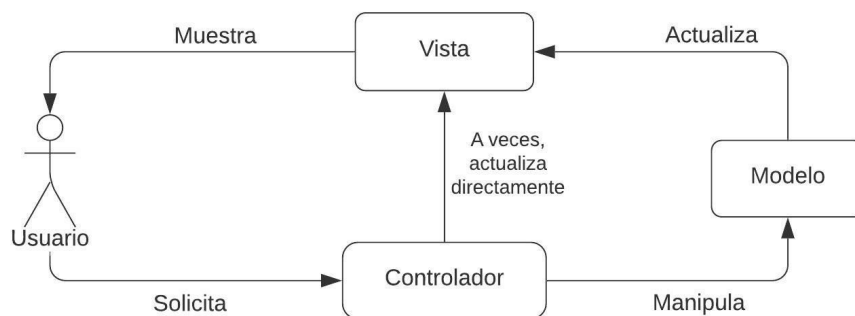 Muestra
Vista
Actualiza
A veces,
actualiza
directamente
Modelo
Usuario
Controlador
Solicita
Manipula